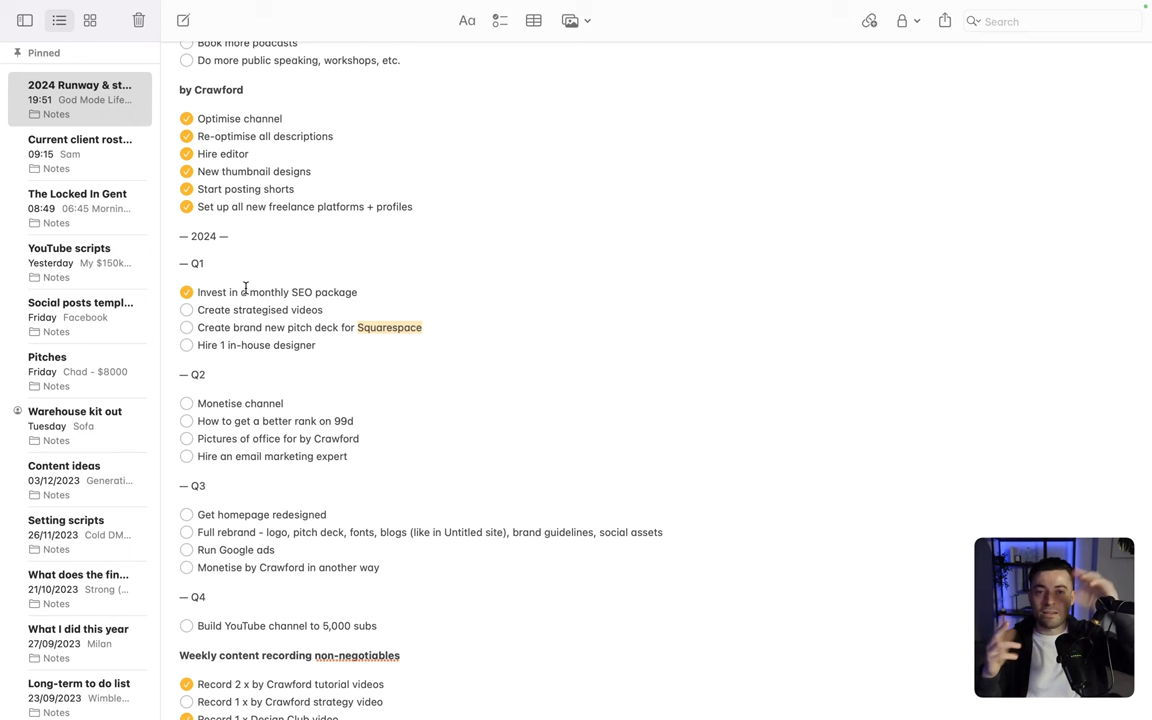 Search
Pinned
2024 Runway & st...
19:51 God Mode Life...
Notes
Current client rost...
09:15 Sam
Notes
The Locked In Gent
08:49 06:45 Mornin...
Notes
YouTube scripts
Yesterday My $150k...
Notes
Social posts templ...
Friday Facebook
Notes
Pitches
Friday Chad - $8000
Notes
Warehouse kit out
Tuesday Sofa
Notes
Content ideas
03/12/2023 Generati...
Notes
Setting scripts
26/11/2023 Cold DM...
Notes
What does the fin...
21/10/2023 Strong (...
Notes
What I did this year
27/09/2023 Milan
Notes
Long-term to do list
23/09/2023 Wimble...
Notes
Aa
Book more podcasts
Do more public speaking, workshops, etc.
by Crawford
Optimise channel
Re-optimise all descriptions
Hire editor
New thumbnail designs
Start posting shorts
Set up all new freelance platforms + profiles
— 2024 —
— Q1
Invest in a monthly SEO package
Create strategised videos
Create brand new pitch deck for Squarespace
Hire 1 in-house designer
— Q2
Monetise channel
How to get a better rank on 99d
Pictures of office for by Crawford
Hire an email marketing expert
— Q3
Get homepage redesigned
Full rebrand - logo, pitch deck, fonts, blogs (like in Untitled site), brand guidelines, social assets
Run Google ads
Monetise by Crawford in another way
— Q4
Build YouTube channel to 5,000 subs
Weekly content recording non-negotiables
Record 2 x by Crawford tutorial videos
Record 1 x by Crawford strategy video
Record 1 x Design Club video